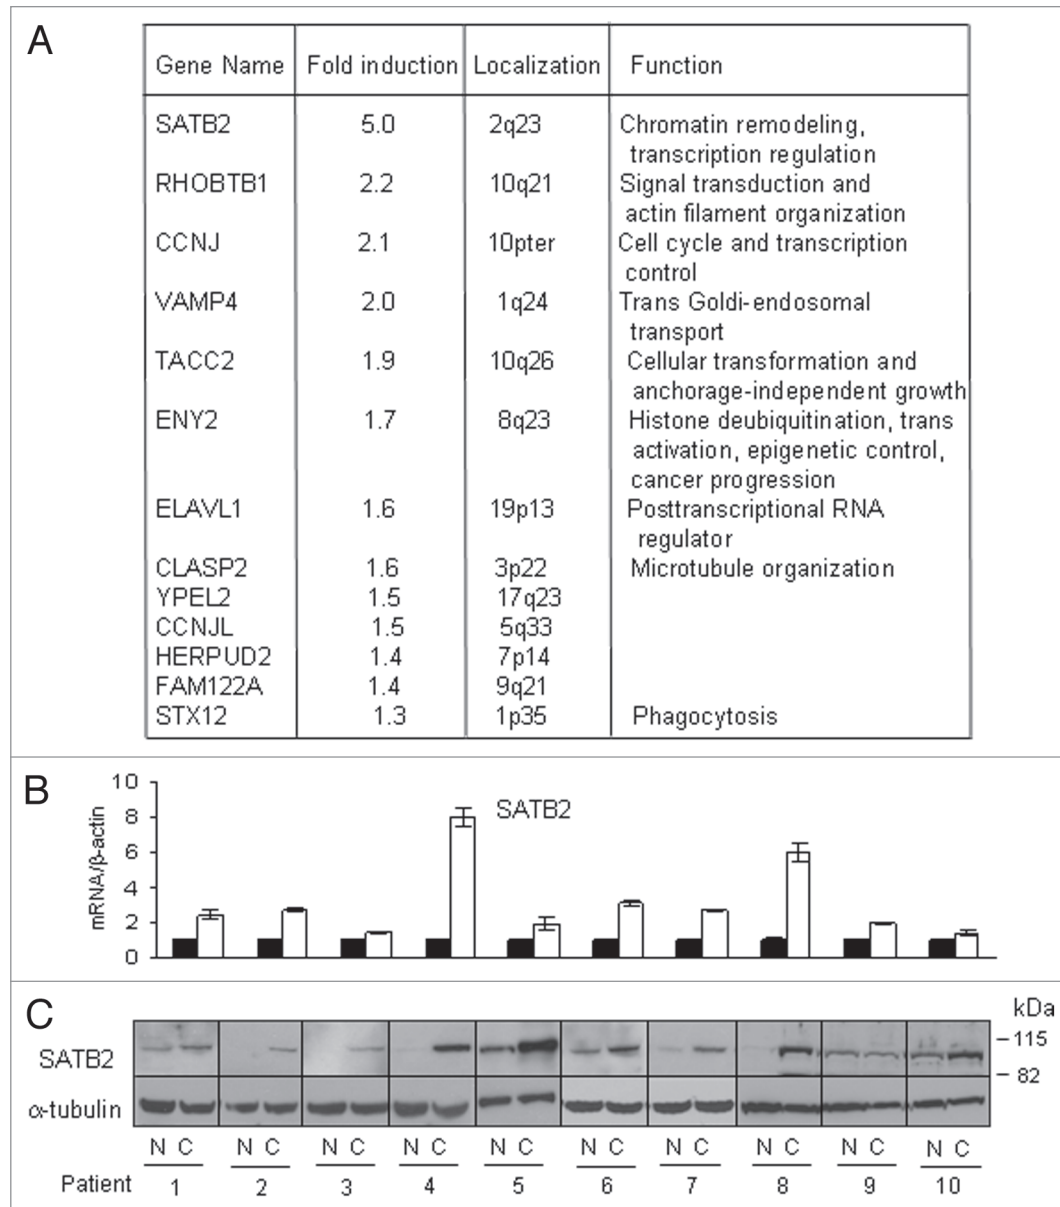 A
Gene Name Fold induction Localization Function
SATB2 5.0 2q23 Chromatin remodeling,
transcription regulation
RHOBTB1 2.2 10q21 Signal transduction and
actin filament organization
CCNJ 2.1 10pter Cell cycle and transcription
control
VAMP4 2.0 1q24 Trans Goldi-endosomal
transport
TACC2 1.9 10q26 Cellular transformation and
anchorage-independent growth
ENY2 1.7 8q23 Histone deubiquitination, trans
activation, epigenetic control,
cancer progression
ELAVL1 1.6 19p13 Posttranscriptional RNA
regulator
CLASP2 1.6 3p22 Microtubule organization
YPEL2 1.5 17q23
CCNJL 1.5 5q33
HERPUD2 1.4 7p14
FAM122A 1.4 9q21
STX12 1.3 1p35 Phagocytosis
B
SATB2
mRNA/β-actin
10
8
6
4
2
0
C
kDa
SATB2
115
82
α-tubulin
N C N C N C N C N C N C N C N C N C N C
Patient 1 2 3 4 5 6 7 8 9 10